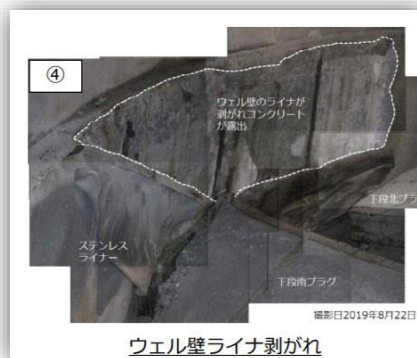 ④
ウェル壁のライナが
剥がれコンクリート
が露出
下段北プラ
ステンレス
ライナー
下段南プラグ
撮影日2019年8月22日
ウェル壁ライナ剥がれ